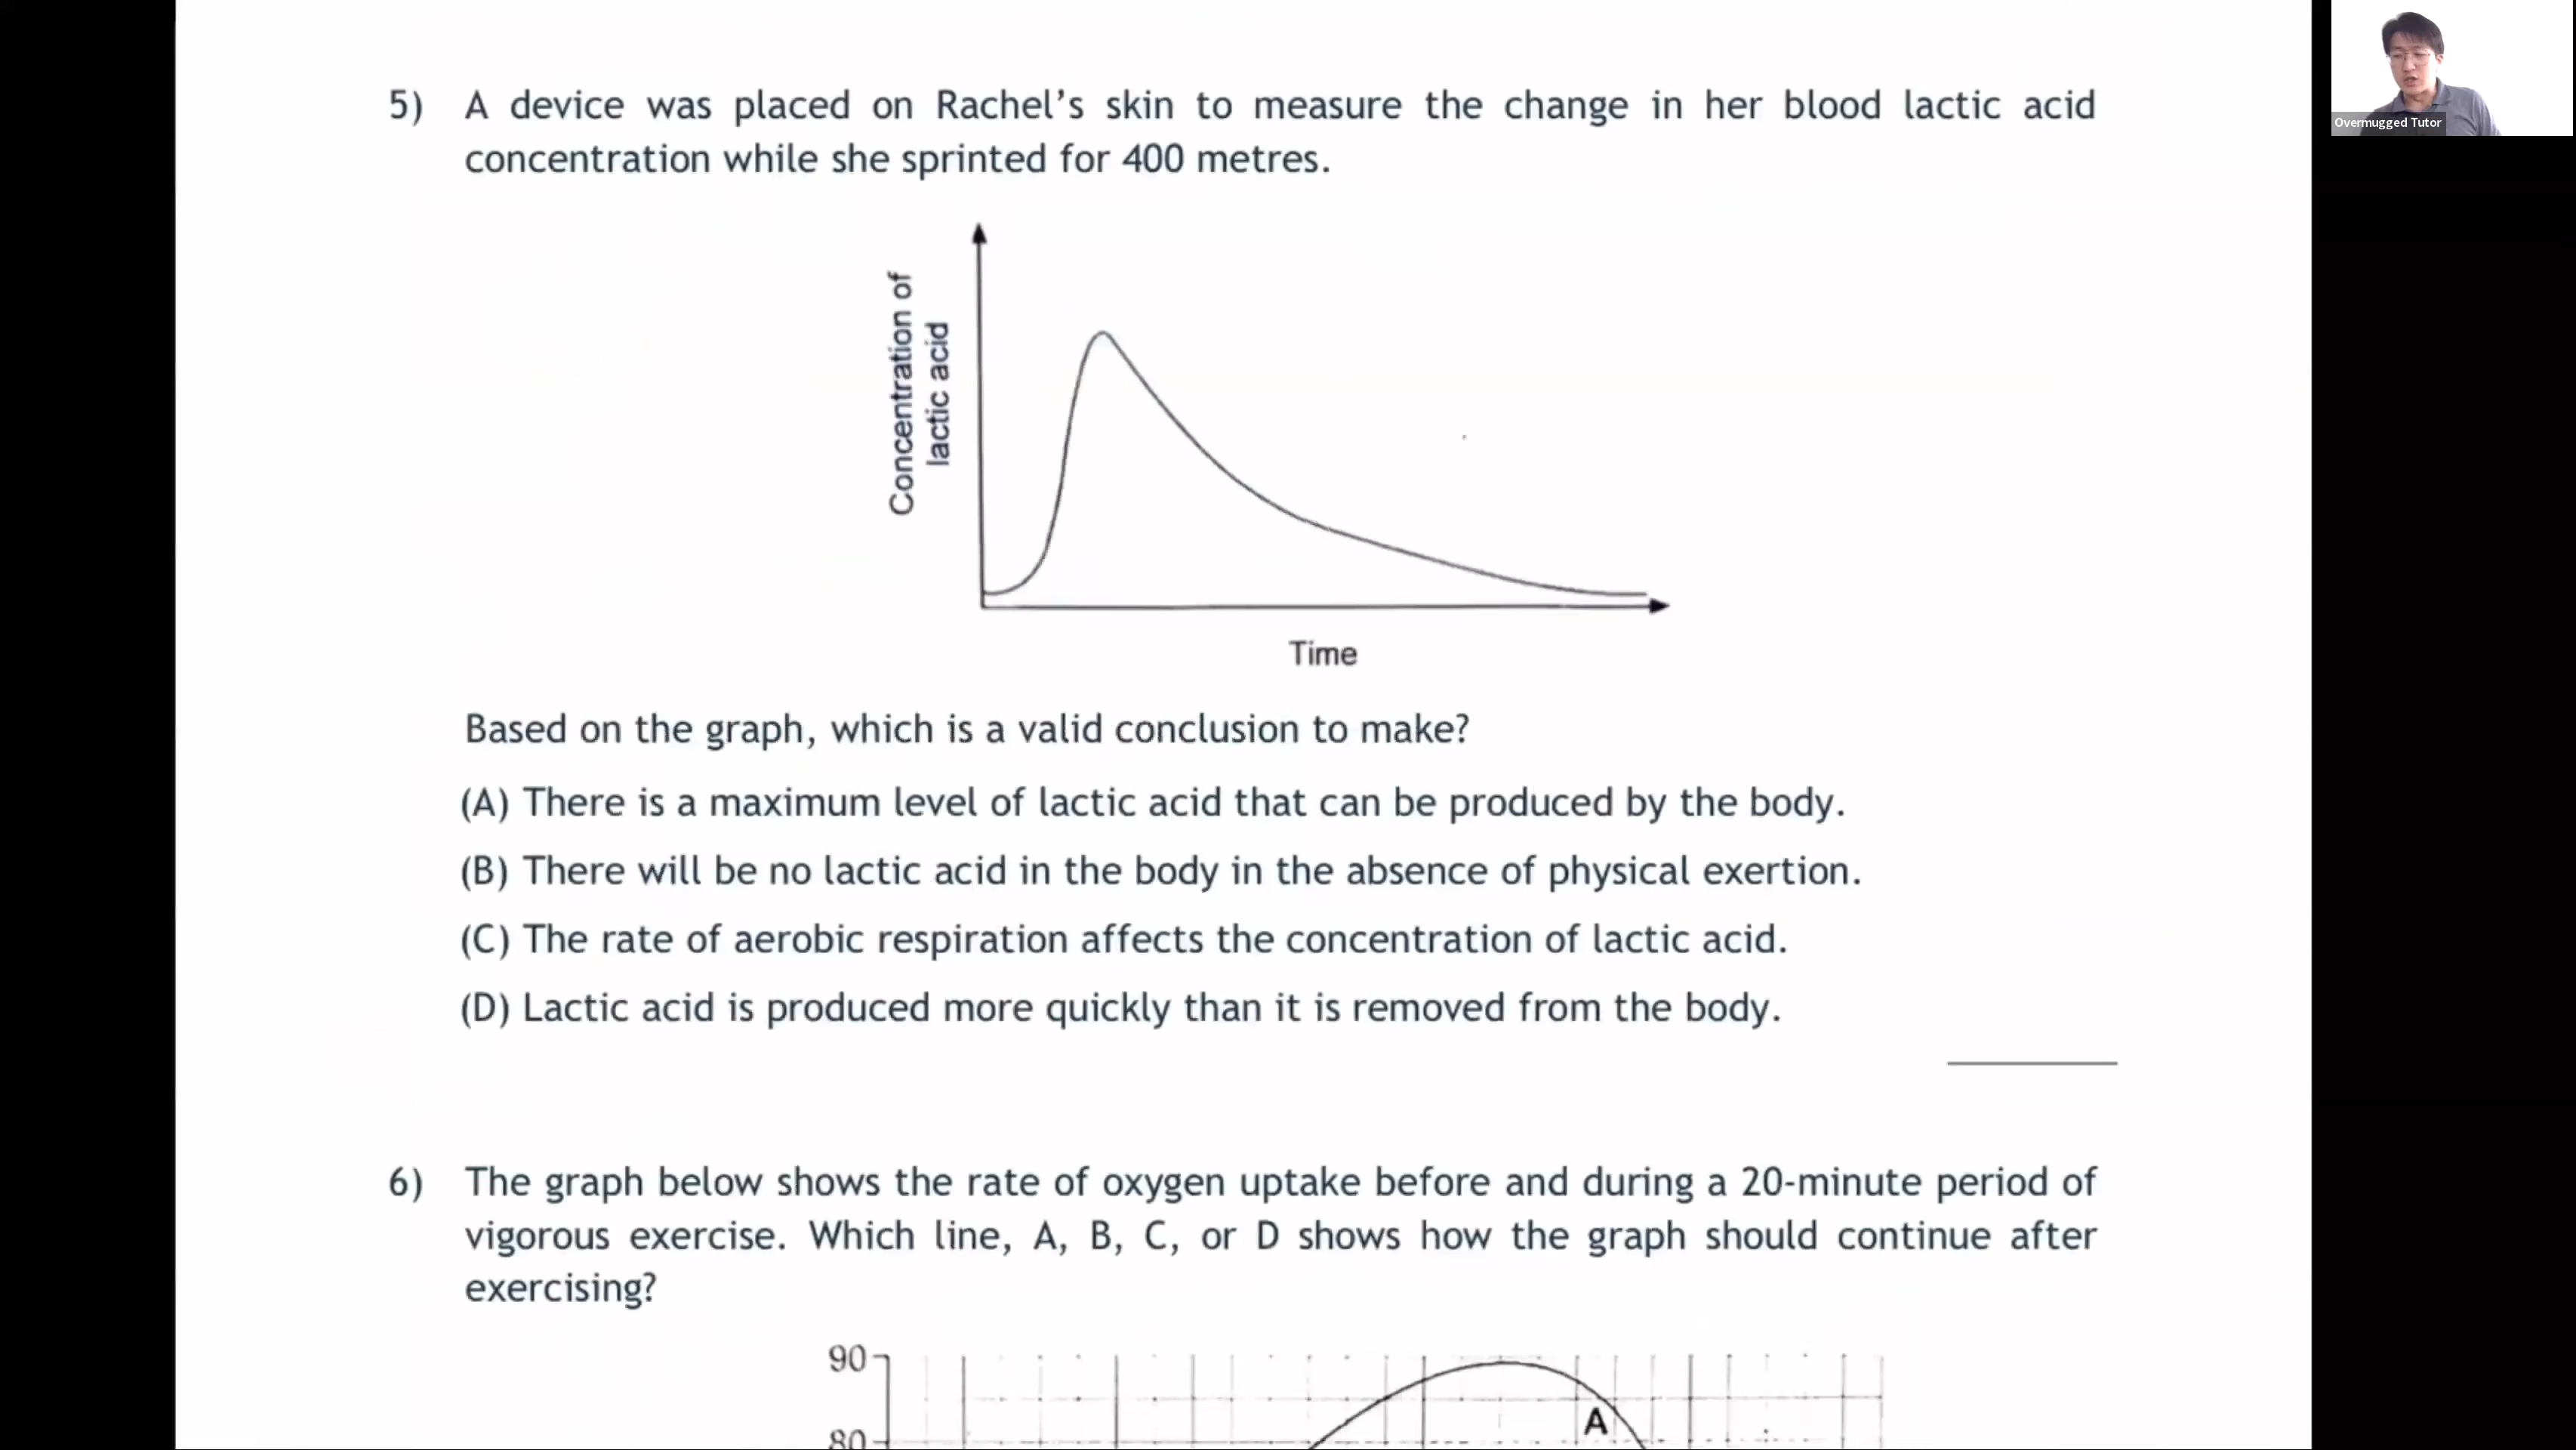 Overmugged Tutor
5) A device was placed on Rachel’s skin to measure the change in her blood lactic acid
concentration while she sprinted for 400 metres.
Concentration of
lactic acid
Time
Based on the graph, which is a valid conclusion to make?
(A) There is a maximum level of lactic acid that can be produced by the body.
(B) There will be no lactic acid in the body in the absence of physical exertion.
(C) The rate of aerobic respiration affects the concentration of lactic acid.
(D) Lactic acid is produced more quickly than it is removed from the body.
6) The graph below shows the rate of oxygen uptake before and during a 20-minute period of
vigorous exercise. Which line, A, B, C, or D shows how the graph should continue after
exercising?
90
A
80